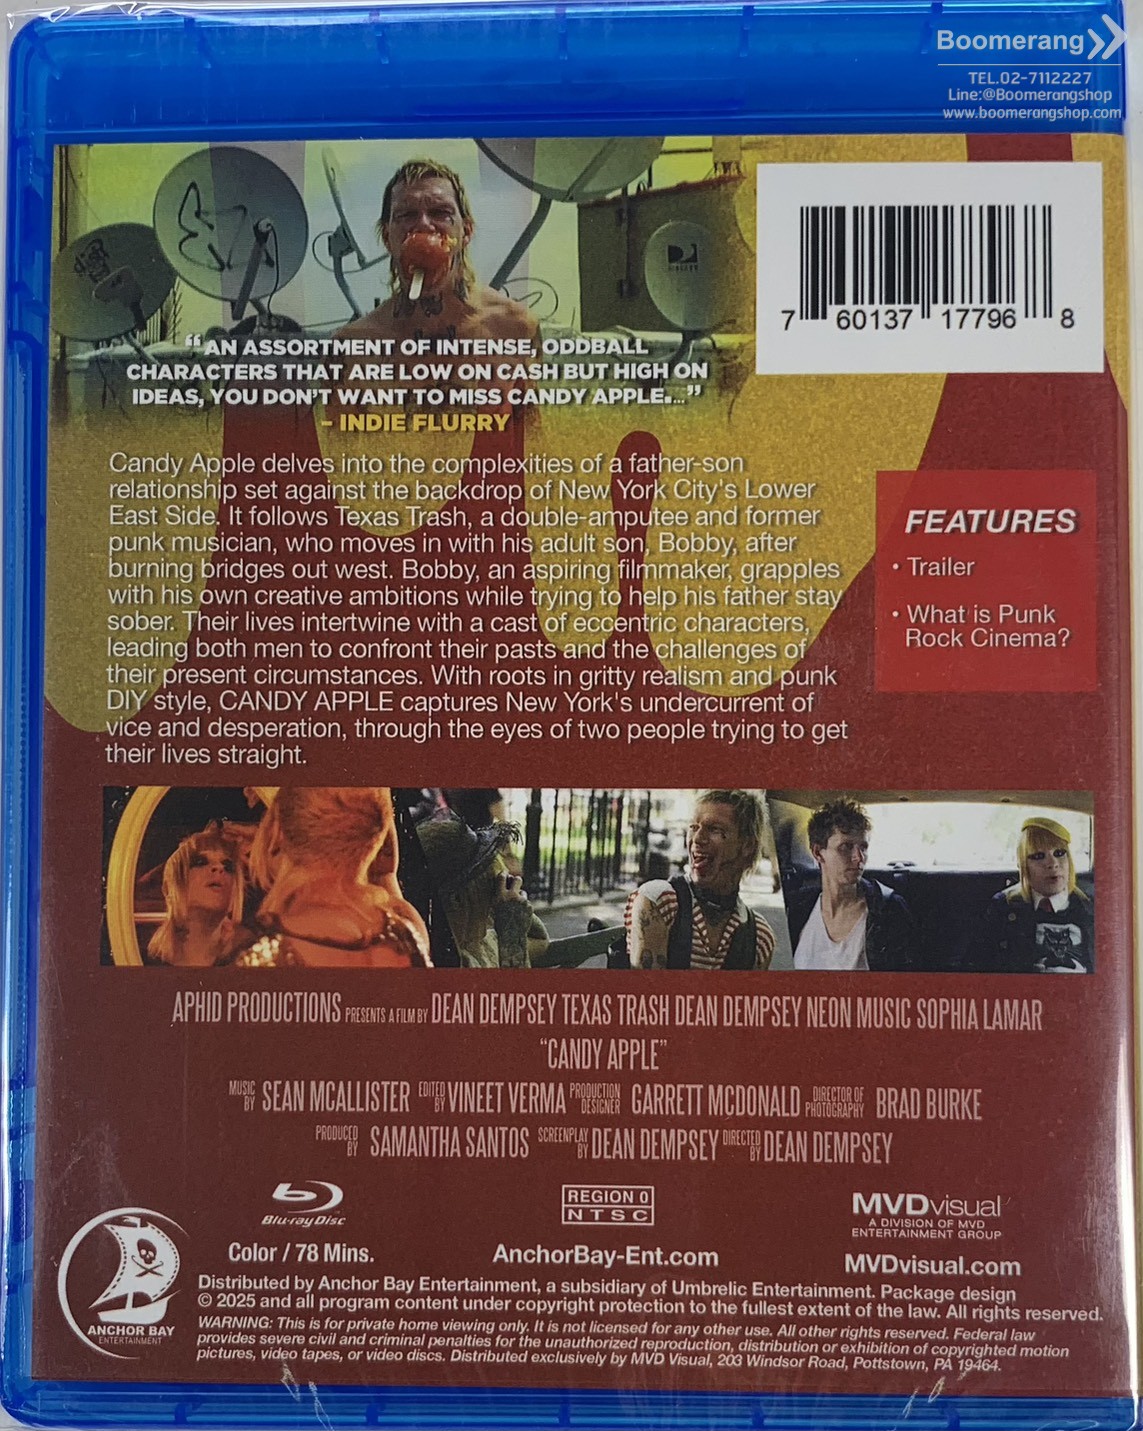 Boomerang
TEL.02-7112227
Line:@Boomerangshop
www.boomerangshop.com
DIRECTV
7 60137 17796 8
“AN ASSORTMENT OF INTENSE, ODDBALL
CHARACTERS THAT ARE LOW ON CASH BUT HIGH ON
IDEAS, YOU DON'T WANT TO MISS CANDY APPLE....”
- INDIE FLURRY
Candy Apple delves into the complexities of a father-son
relationship set against the backdrop of New York City's Lower
East Side. It follows Texas Trash, a double-amputee and former
punk musician, who moves in with his adult son, Bobby, after
burning bridges out west. Bobby, an aspiring filmmaker, grapples
with his own creative ambitions while trying to help his father stay
sober. Their lives intertwine with a cast of eccentric characters,
leading both men to confront their pasts and the challenges of
their present circumstances. With roots in gritty realism and punk
DIY style, CANDY APPLE captures New York's undercurrent of
vice and desperation, through the eyes of two people trying to get
their lives straight.
FEATURES
• Trailer
• What is Punk
Rock Cinema?
APHID PRODUCTIONS PRESENTS A FILM BY DEAN DEMPSEY TEXAS TRASH DEAN DEMPSEY NEON MUSIC SOPHIA LAMAR
“CANDY APPLE”
MUSIC BY SEAN MCALLISTER EDITED BY VINEET VERMA PRODUCTION DESIGNER GARRETT MCDONALD DIRECTOR OF PHOTOGRAPHY BRAD BURKE
PRODUCED BY SAMANTHA SANTOS SCREENPLAY BY DEAN DEMPSEY DIRECTED BY DEAN DEMPSEY
Blu-ray Disc
REGION 0
NTSC
MVDvisual
A DIVISION OF MVD
ENTERTAINMENT GROUP
Color / 78 Mins.
AnchorBay-Ent.com
MVDvisual.com
ANCHOR BAY
ENTERTAINMENT
Distributed by Anchor Bay Entertainment, a subsidiary of Umbrelic Entertainment. Package design
© 2025 and all program content under copyright protection to the fullest extent of the law. All rights reserved.
WARNING: This is for private home viewing only. It is not licensed for any other use. All other rights reserved. Federal law
provides severe civil and criminal penalties for the unauthorized reproduction, distribution or exhibition of copyrighted motion
pictures, video tapes, or video discs. Distributed exclusively by MVD Visual, 203 Windsor Road, Pottstown, PA 19464.